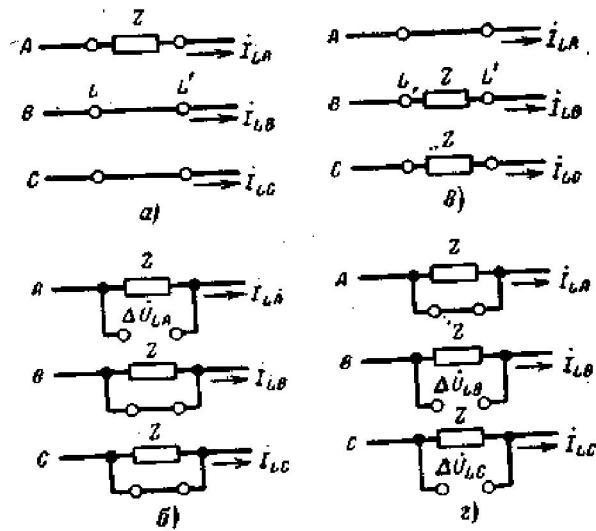 Z
A İLA
L L'
B İLB
C İLC
а)
A İLA
L, Z L'
B İLB
Z
C İLC
в)
Z
A İLA
ΔU̇LA
Z
B İLB
Z
C İLC
б)
Z
A İLA
Z
B İLB
ΔU̇LB
Z
C İLC
ΔU̇LC
г)